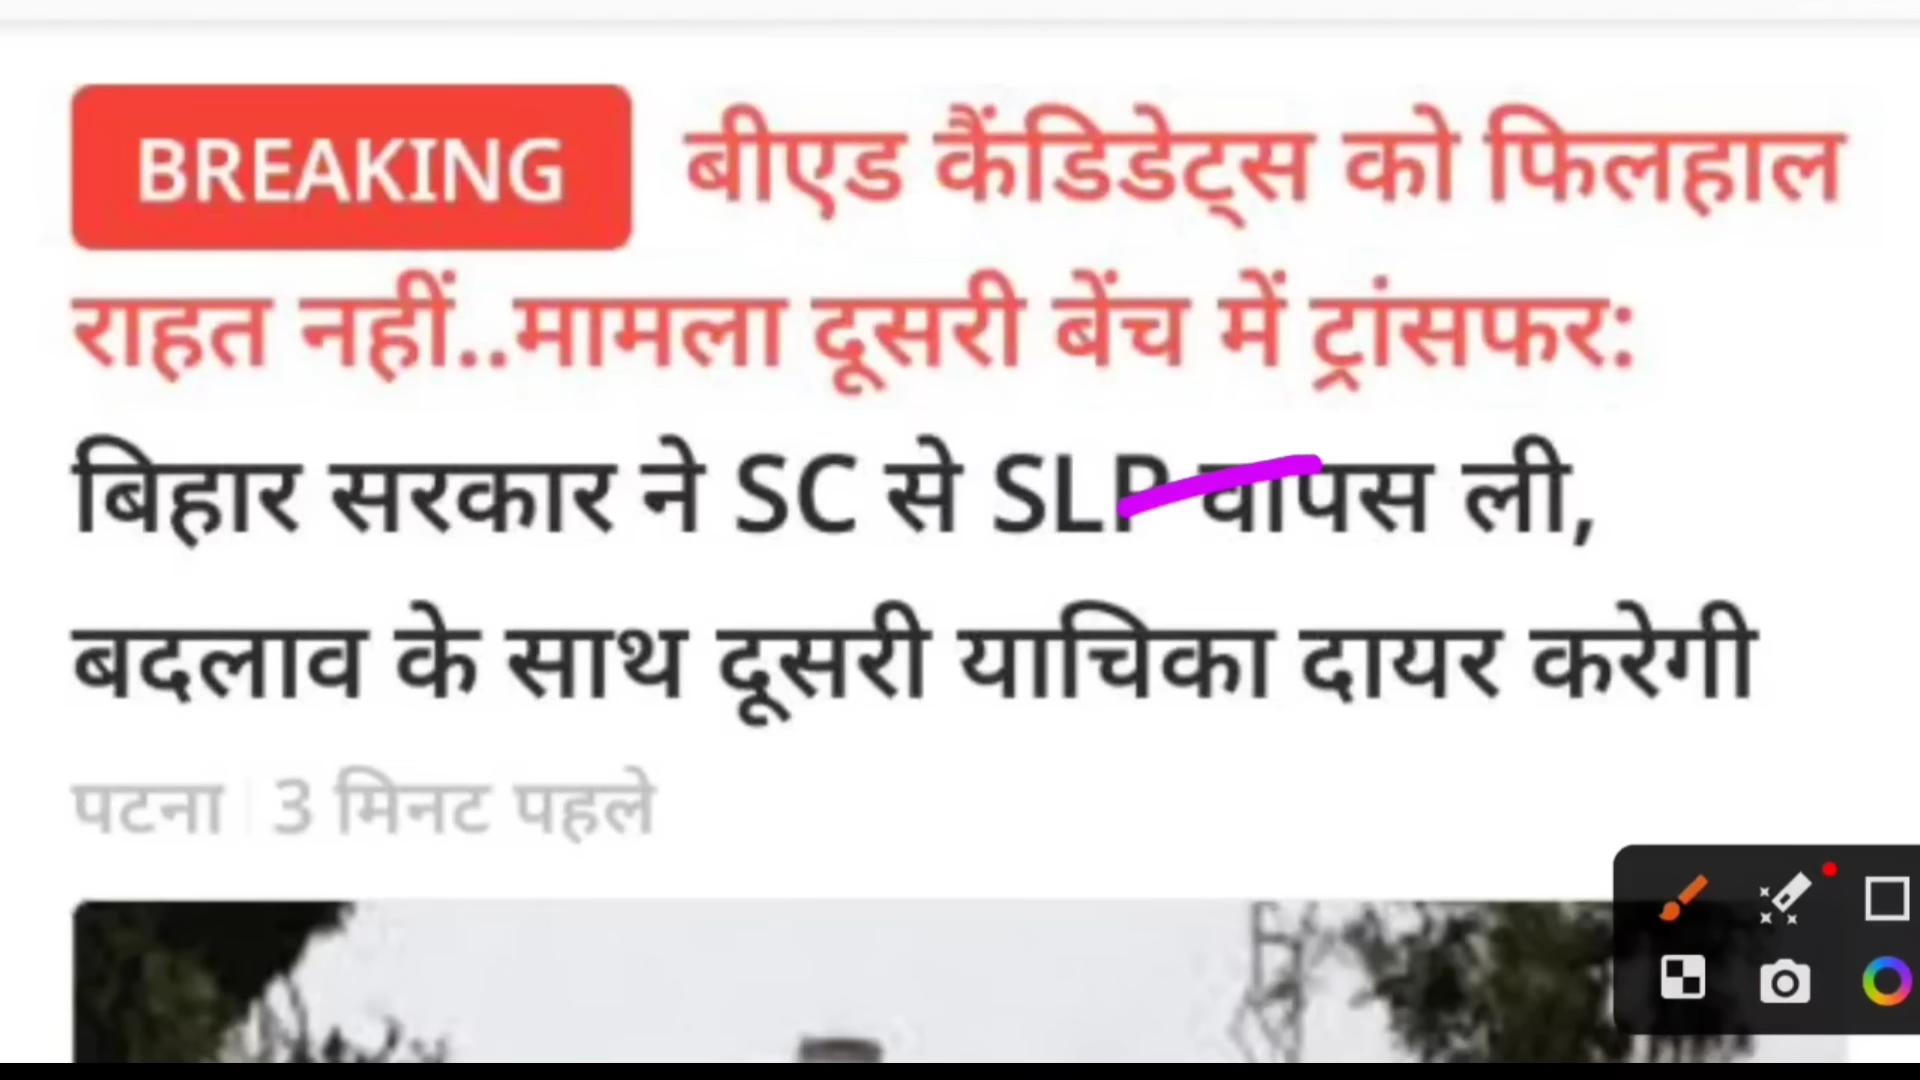 BREAKING बीएड कैंडिडेट्स को फिलहाल
राहत नहीं..मामला दूसरी बेंच में ट्रांसफर:
बिहार सरकार ने SC से SLP वापस ली,
बदलाव के साथ दूसरी याचिका दायर करेगी
पटना 3 मिनट पहले